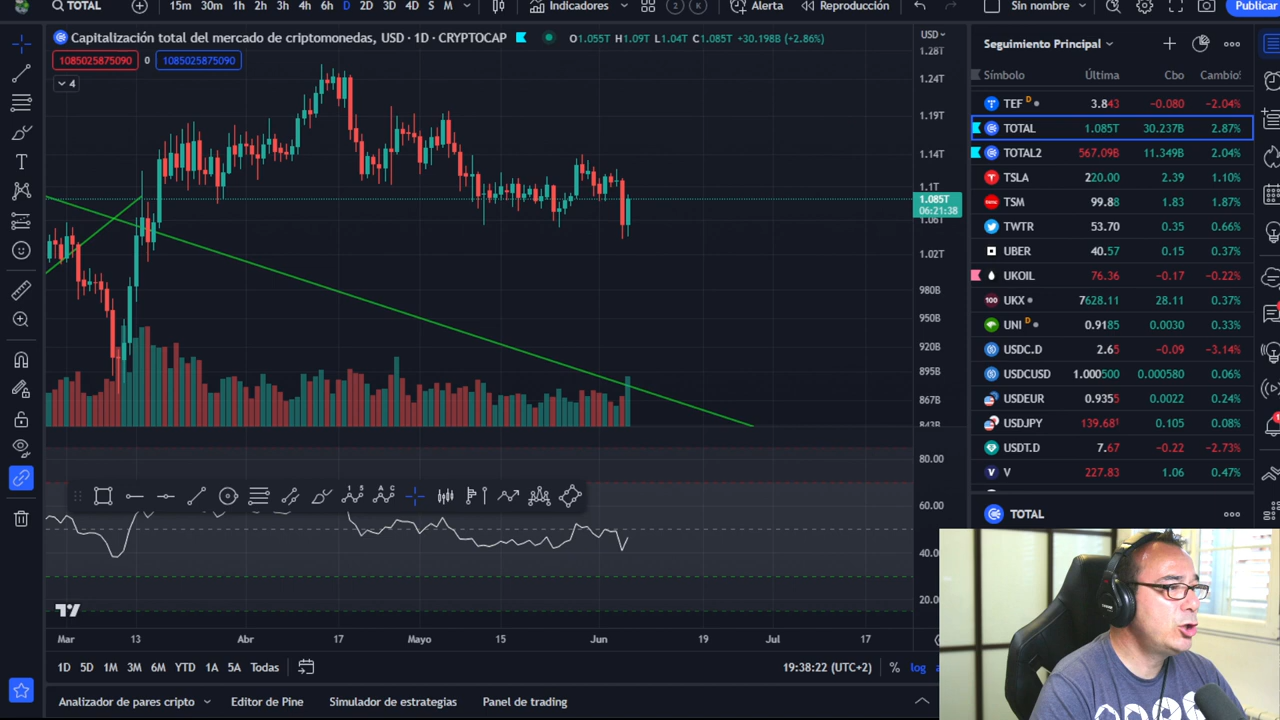 TOTAL 15m 30m 1h 2h 3h 4h 6h D 2D 3D 4D S M Indicadores 2 K Alerta Reproducción Sin nombre Publicar
Capitalización total del mercado de criptomonedas, USD · 1D · CRYPTOCAP O1.055T H1.09T L1.04T C1.085T +30.198B (+2.86%)
1085025875090 0 1085025875090
4
USD
1.28T
1.24T
1.19T
1.14T
1.1T
1.085T
06:21:38
1.06T
1.02T
980B
950B
920B
895B
867B
843B
80.00
60.00
40.00
20.00
Mar 13 Abr 17 Mayo 15 Jun 19 Jul 17
1D 5D 1M 3M 6M YTD 1A 5A Todas 19:38:22 (UTC+2) % log
Analizador de pares cripto Editor de Pine Simulador de estrategias Panel de trading
Seguimiento Principal
Símbolo Última Cbo Cambio%
TEF D 3.843 -0.080 -2.04%
TOTAL 1.085T 30.237B 2.87%
TOTAL2 567.09B 11.349B 2.04%
TSLA 220.00 2.39 1.10%
TSM 99.88 1.83 1.87%
TWTR 53.70 0.35 0.66%
UBER 40.57 0.15 0.37%
UKOIL 76.36 -0.17 -0.22%
100 UKX 7628.11 28.11 0.37%
UNI D 0.9185 0.0030 0.33%
USDC.D 2.65 -0.09 -3.14%
USDCUSD 1.000500 0.000580 0.06%
USDEUR 0.9355 0.0022 0.24%
USDJPY 139.681 0.105 0.08%
USDT.D 7.67 -0.22 -2.73%
V 227.83 1.06 0.47%
TOTAL